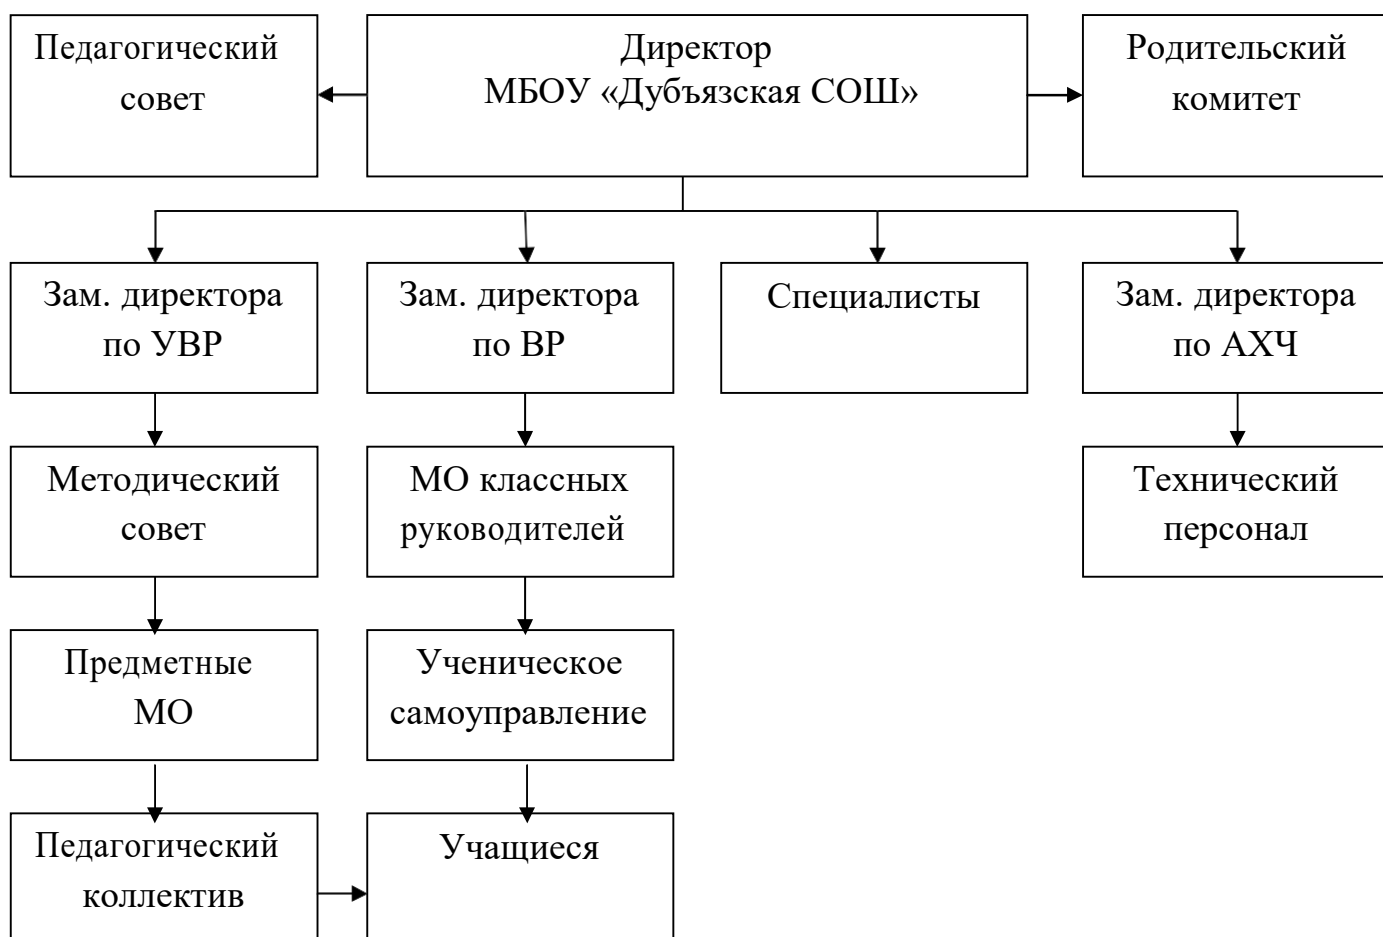 Педагогический
совет
Директор
МБОУ «Дубъязская СОШ»
Родительский
комитет
Зам. директора
по УВР
Зам. директора
по ВР
Специалисты
Зам. директора
по АХЧ
Методический
совет
МО классных
руководителей
Технический
персонал
Предметные
МО
Ученическое
самоуправление
Педагогический
коллектив
Учащиеся